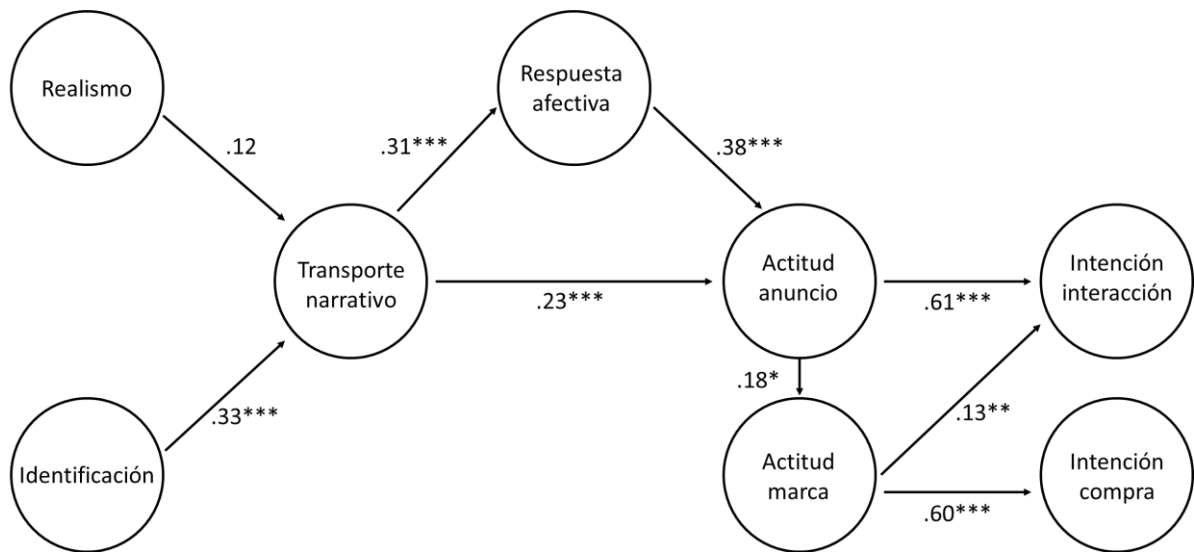 Realismo
Respuesta
afectiva
.12
.31***
.38***
Transporte
narrativo
Actitud
anuncio
Intención
interacción
.23***
.61***
.18*
.33***
.13**
Identificación
Actitud
marca
Intención
compra
.60***